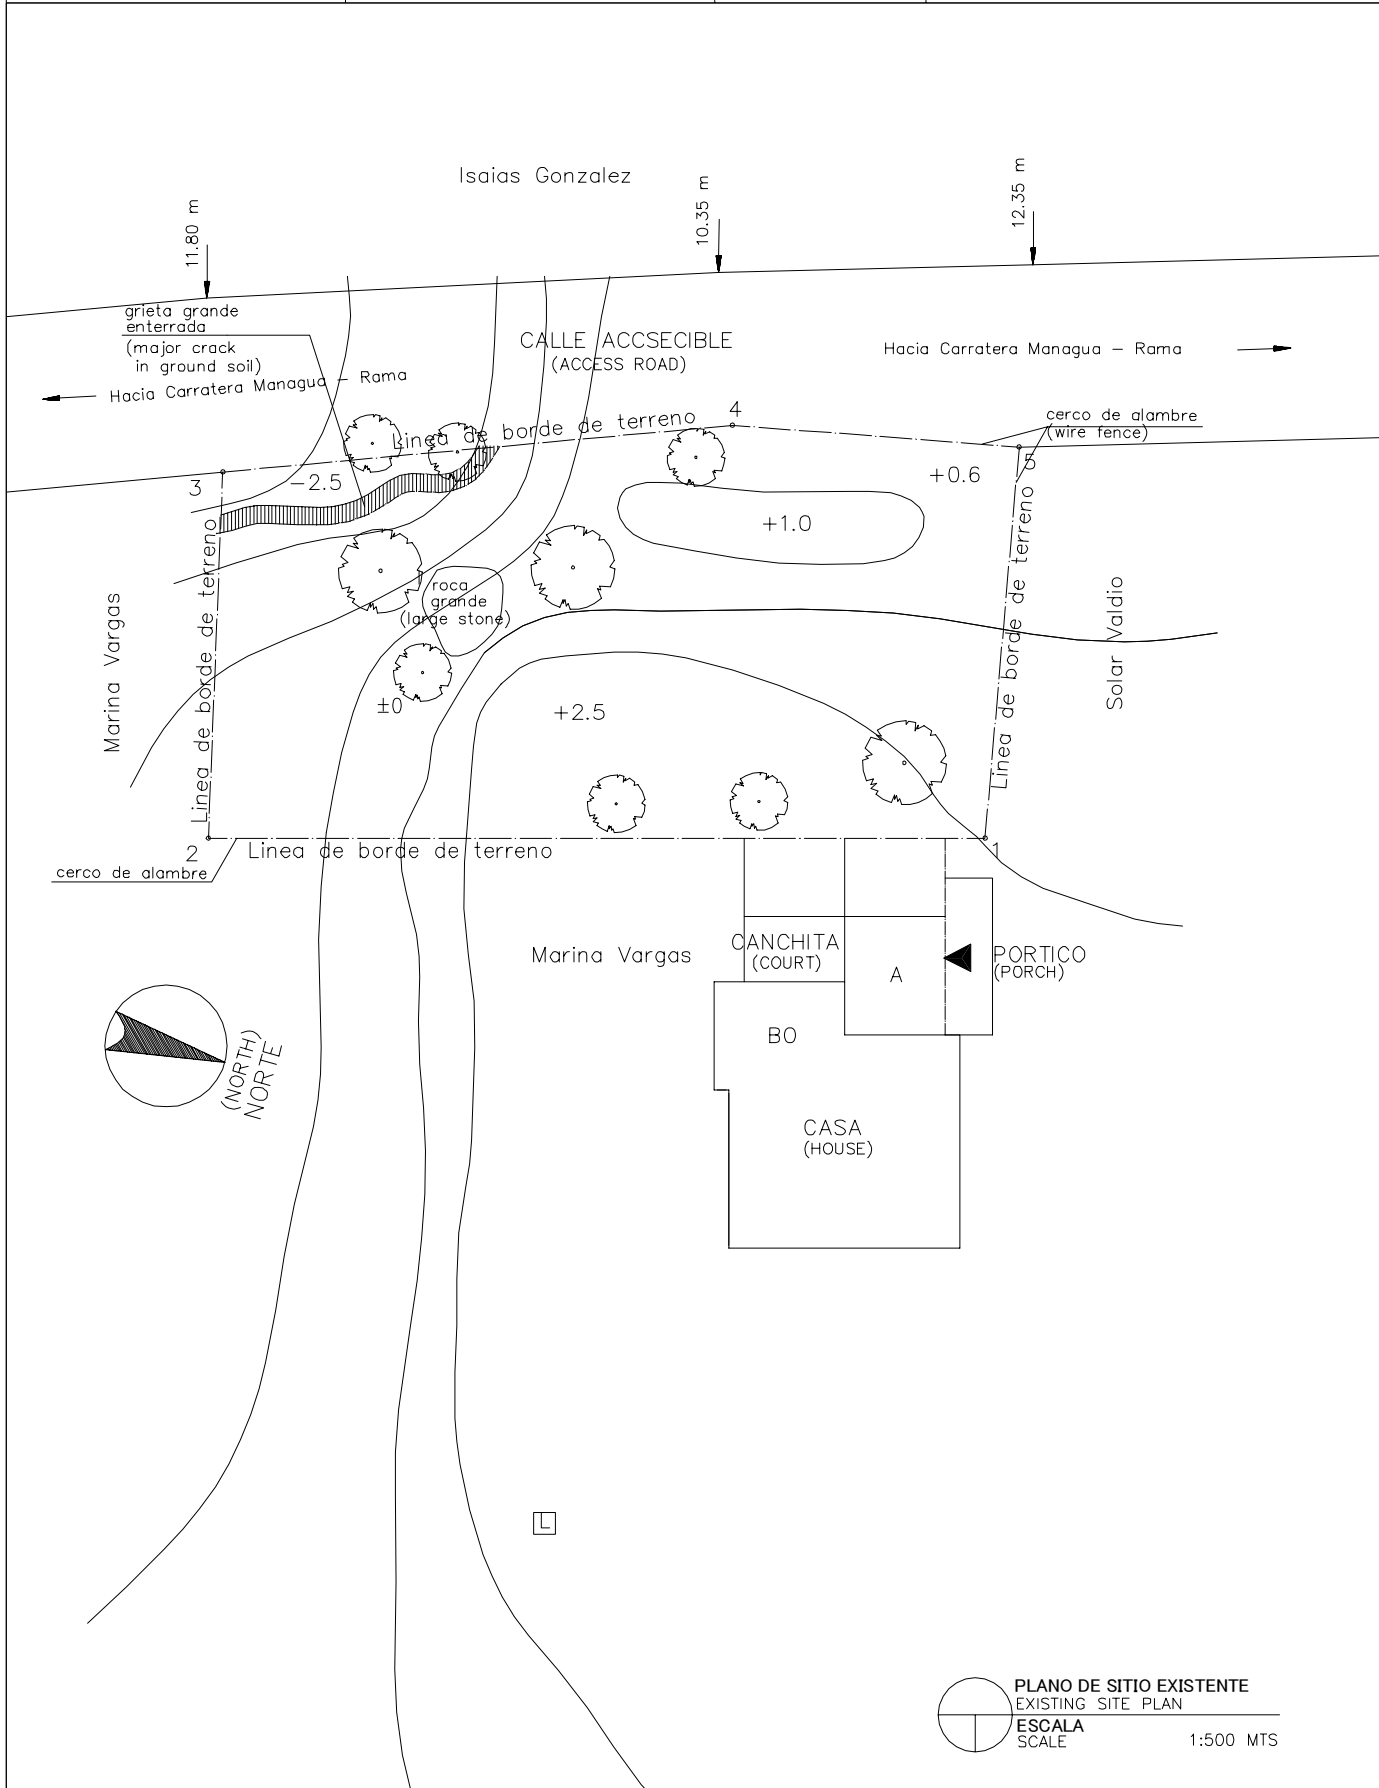 Isaias Gonzalez
11.80 m
10.35 m
12.35 m
grieta grande
enterrada
(major crack
in ground soil)
CALLE ACCSECIBLE
(ACCESS ROAD)
Hacia Carratera Managua - Rama
Hacia Carratera Managua - Rama
Linea de borde de terreno
4
cerco de alambre
(wire fence)
5
3
-2.5
+0.6
+1.0
Linea de borde de terreno
Linea de borde de terreno
roca
grande
(large stone)
Marina Vargas
Solar Valdio
±0
+2.5
2
Linea de borde de terreno
1
cerco de alambre
Marina Vargas
CANCHITA
(COURT)
A
PORTICO
(PORCH)
BO
(NORTH)
NORTE
CASA
(HOUSE)
L
PLANO DE SITIO EXISTENTE
EXISTING SITE PLAN
ESCALA
SCALE
1:500 MTS